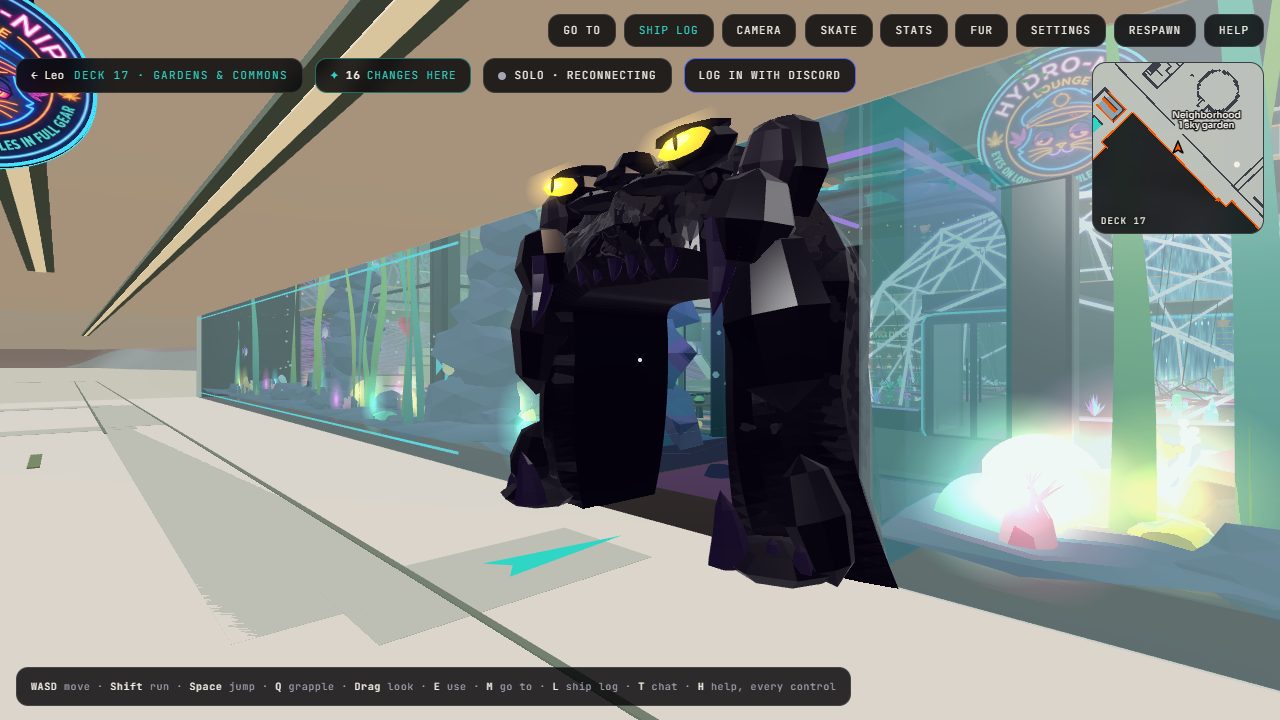 GO TO
SHIP LOG
CAMERA
SKATE
STATS
FUR
SETTINGS
RESPAWN
HELP
← Leo DECK 17 · GARDENS & COMMONS
✦ 16 CHANGES HERE
SOLO · RECONNECTING
LOG IN WITH DISCORD
LOUNGE
Neighborhood
1 sky garden
DECK 17
WASD move · Shift run · Space jump · Q grapple · Drag look · E use · M go to · L ship log · T chat · H help, every control